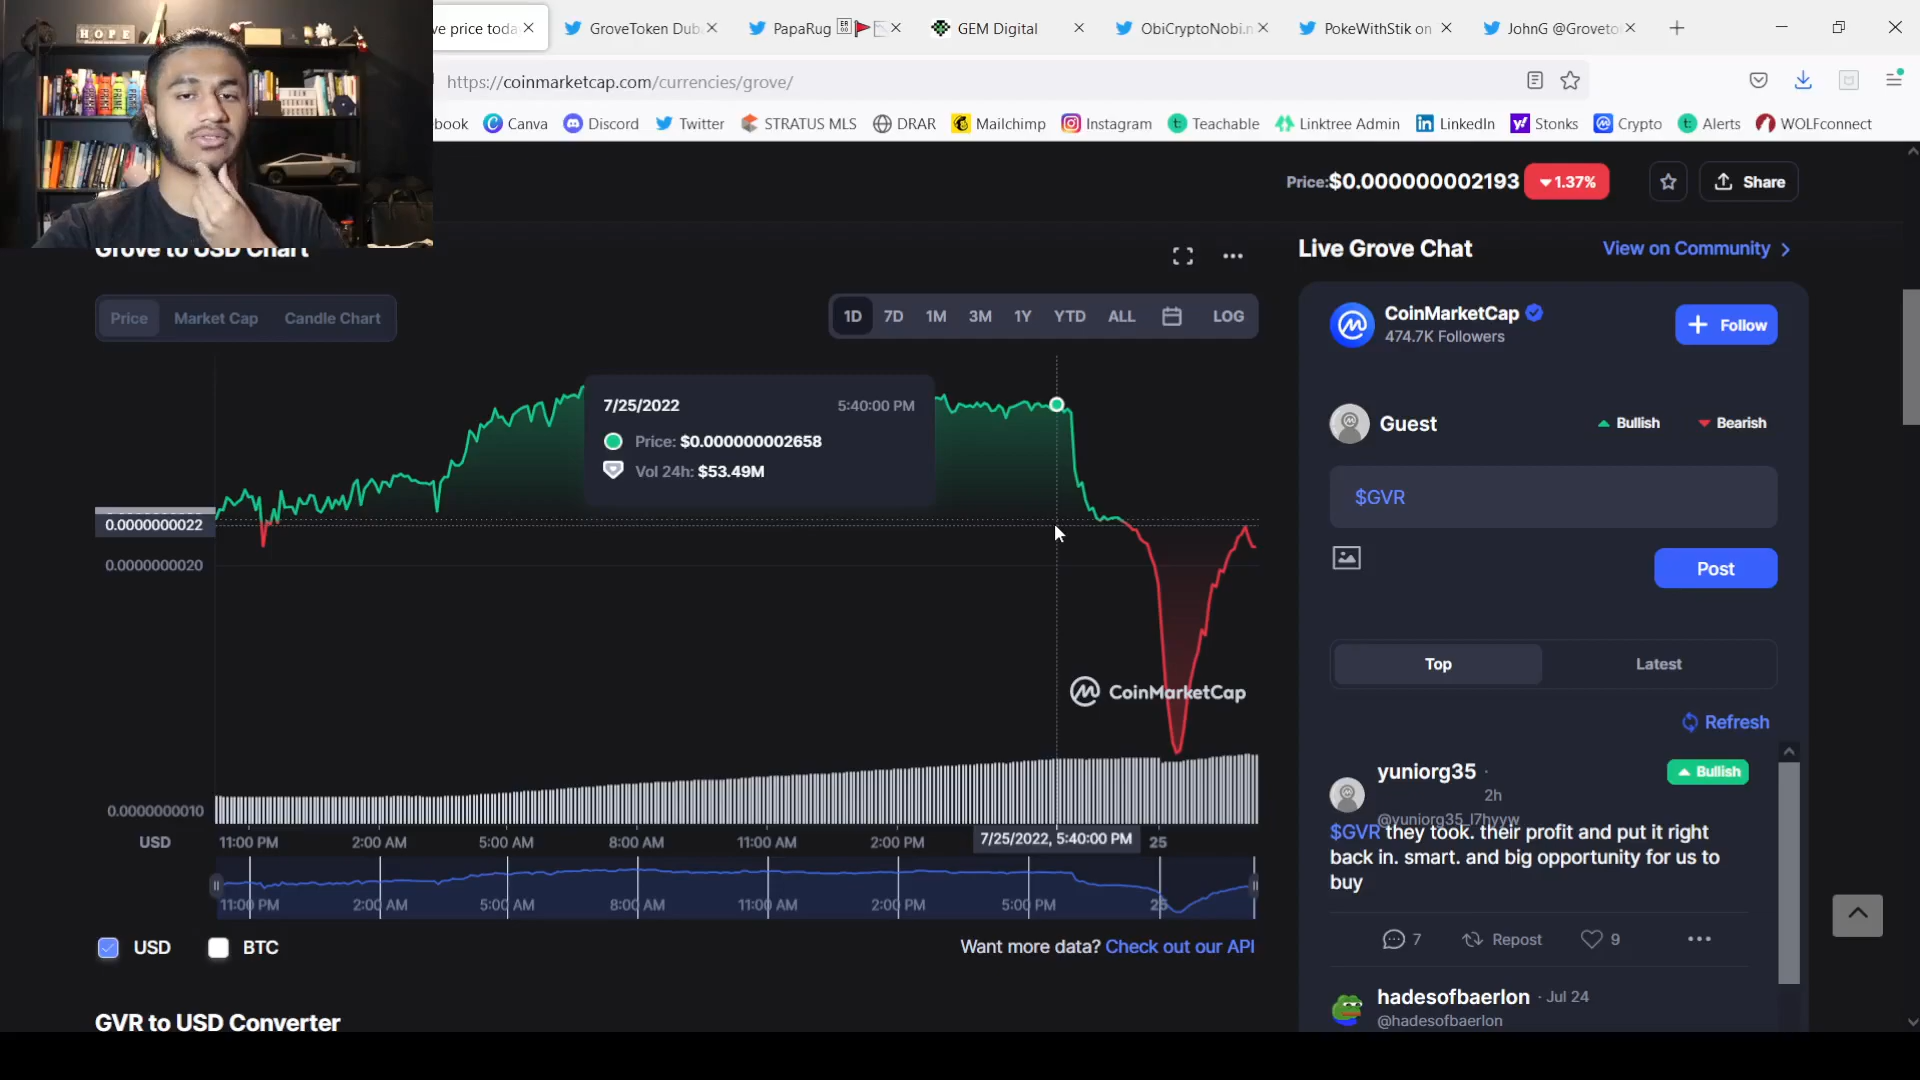 HOPE
ve price toda
GroveToken Dub
PapaRug
GEM Digital
ObiCryptoNobi.n
PokeWithStik on
JohnG @Groveto
https://coinmarketcap.com/currencies/grove/
book
Canva
Discord
Twitter
STRATUS MLS
DRAR
Mailchimp
Instagram
Teachable
Linktree Admin
LinkedIn
Stonks
Crypto
Alerts
WOLFconnect
Price:$0.000000002193
1.37%
Share
Grove to USD Chart
Price
Market Cap
Candle Chart
1D
7D
1M
3M
1Y
YTD
ALL
LOG
7/25/2022
5:40:00 PM
Price: $0.000000002658
Vol 24h: $53.49M
0.0000000022
0.0000000020
0.0000000010
CoinMarketCap
USD
11:00 PM
2:00 AM
5:00 AM
8:00 AM
11:00 AM
2:00 PM
7/25/2022, 5:40:00 PM
25
11:00 PM
2:00 AM
5:00 AM
8:00 AM
11:00 AM
2:00 PM
5:00 PM
25
USD
BTC
Want more data? Check out our API
GVR to USD Converter
Live Grove Chat
View on Community
CoinMarketCap
474.7K Followers
+ Follow
Guest
Bullish
Bearish
$GVR
Post
Top
Latest
Refresh
yuniorg35 ·
Bullish
2h
@yuniorg35_l7hvyw
$GVR they took. their profit and put it right
back in. smart. and big opportunity for us to
buy
7
Repost
9
hadesofbaerlon · Jul 24
@hadesofbaerlon